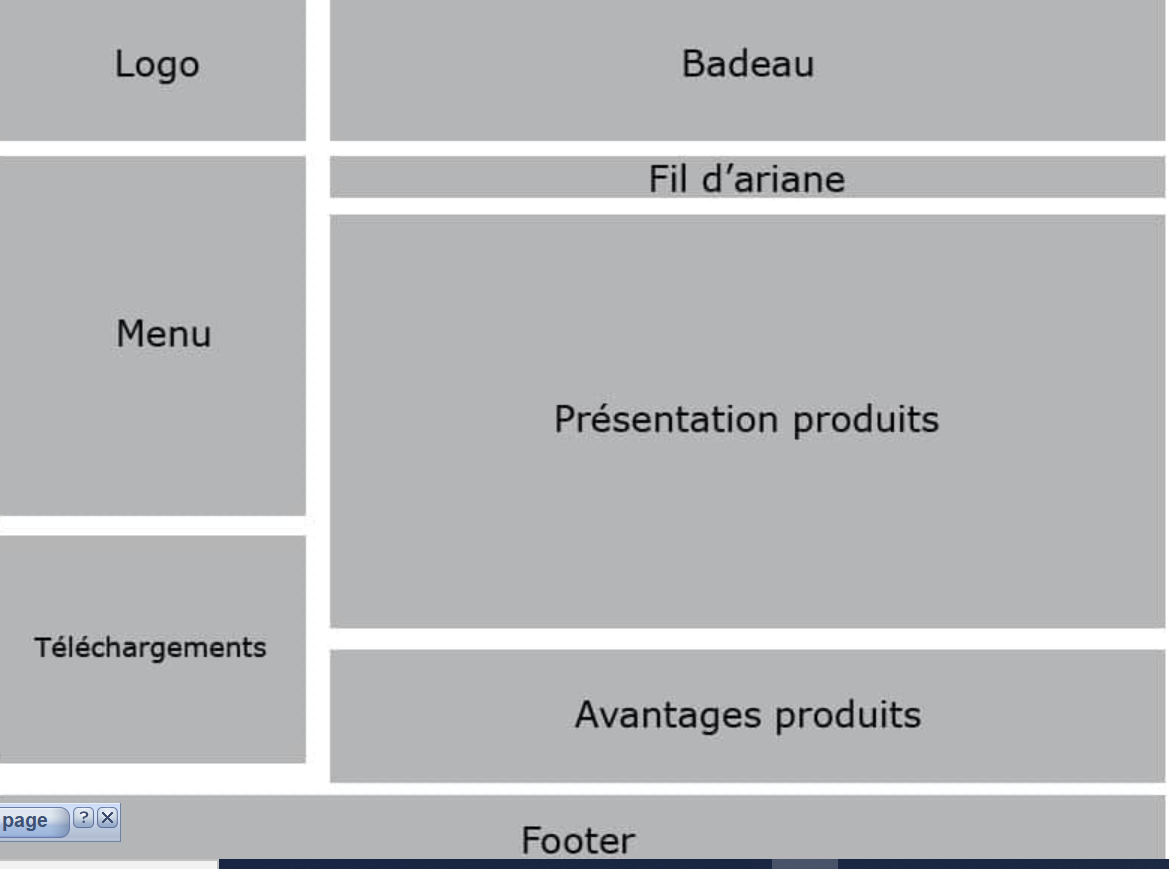 Logo
Badeau
Fil d’ariane
Menu
Présentation produits
Téléchargements
Avantages produits
page ?
Footer